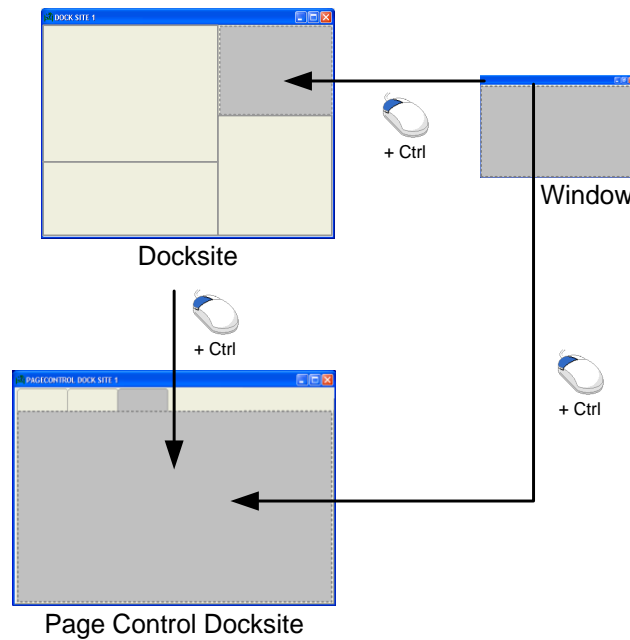 DOCK SITE 1
+ Ctrl
Window
Docksite
+ Ctrl
+ Ctrl
PAGECONTROL DOCK SITE 1
Page Control Docksite